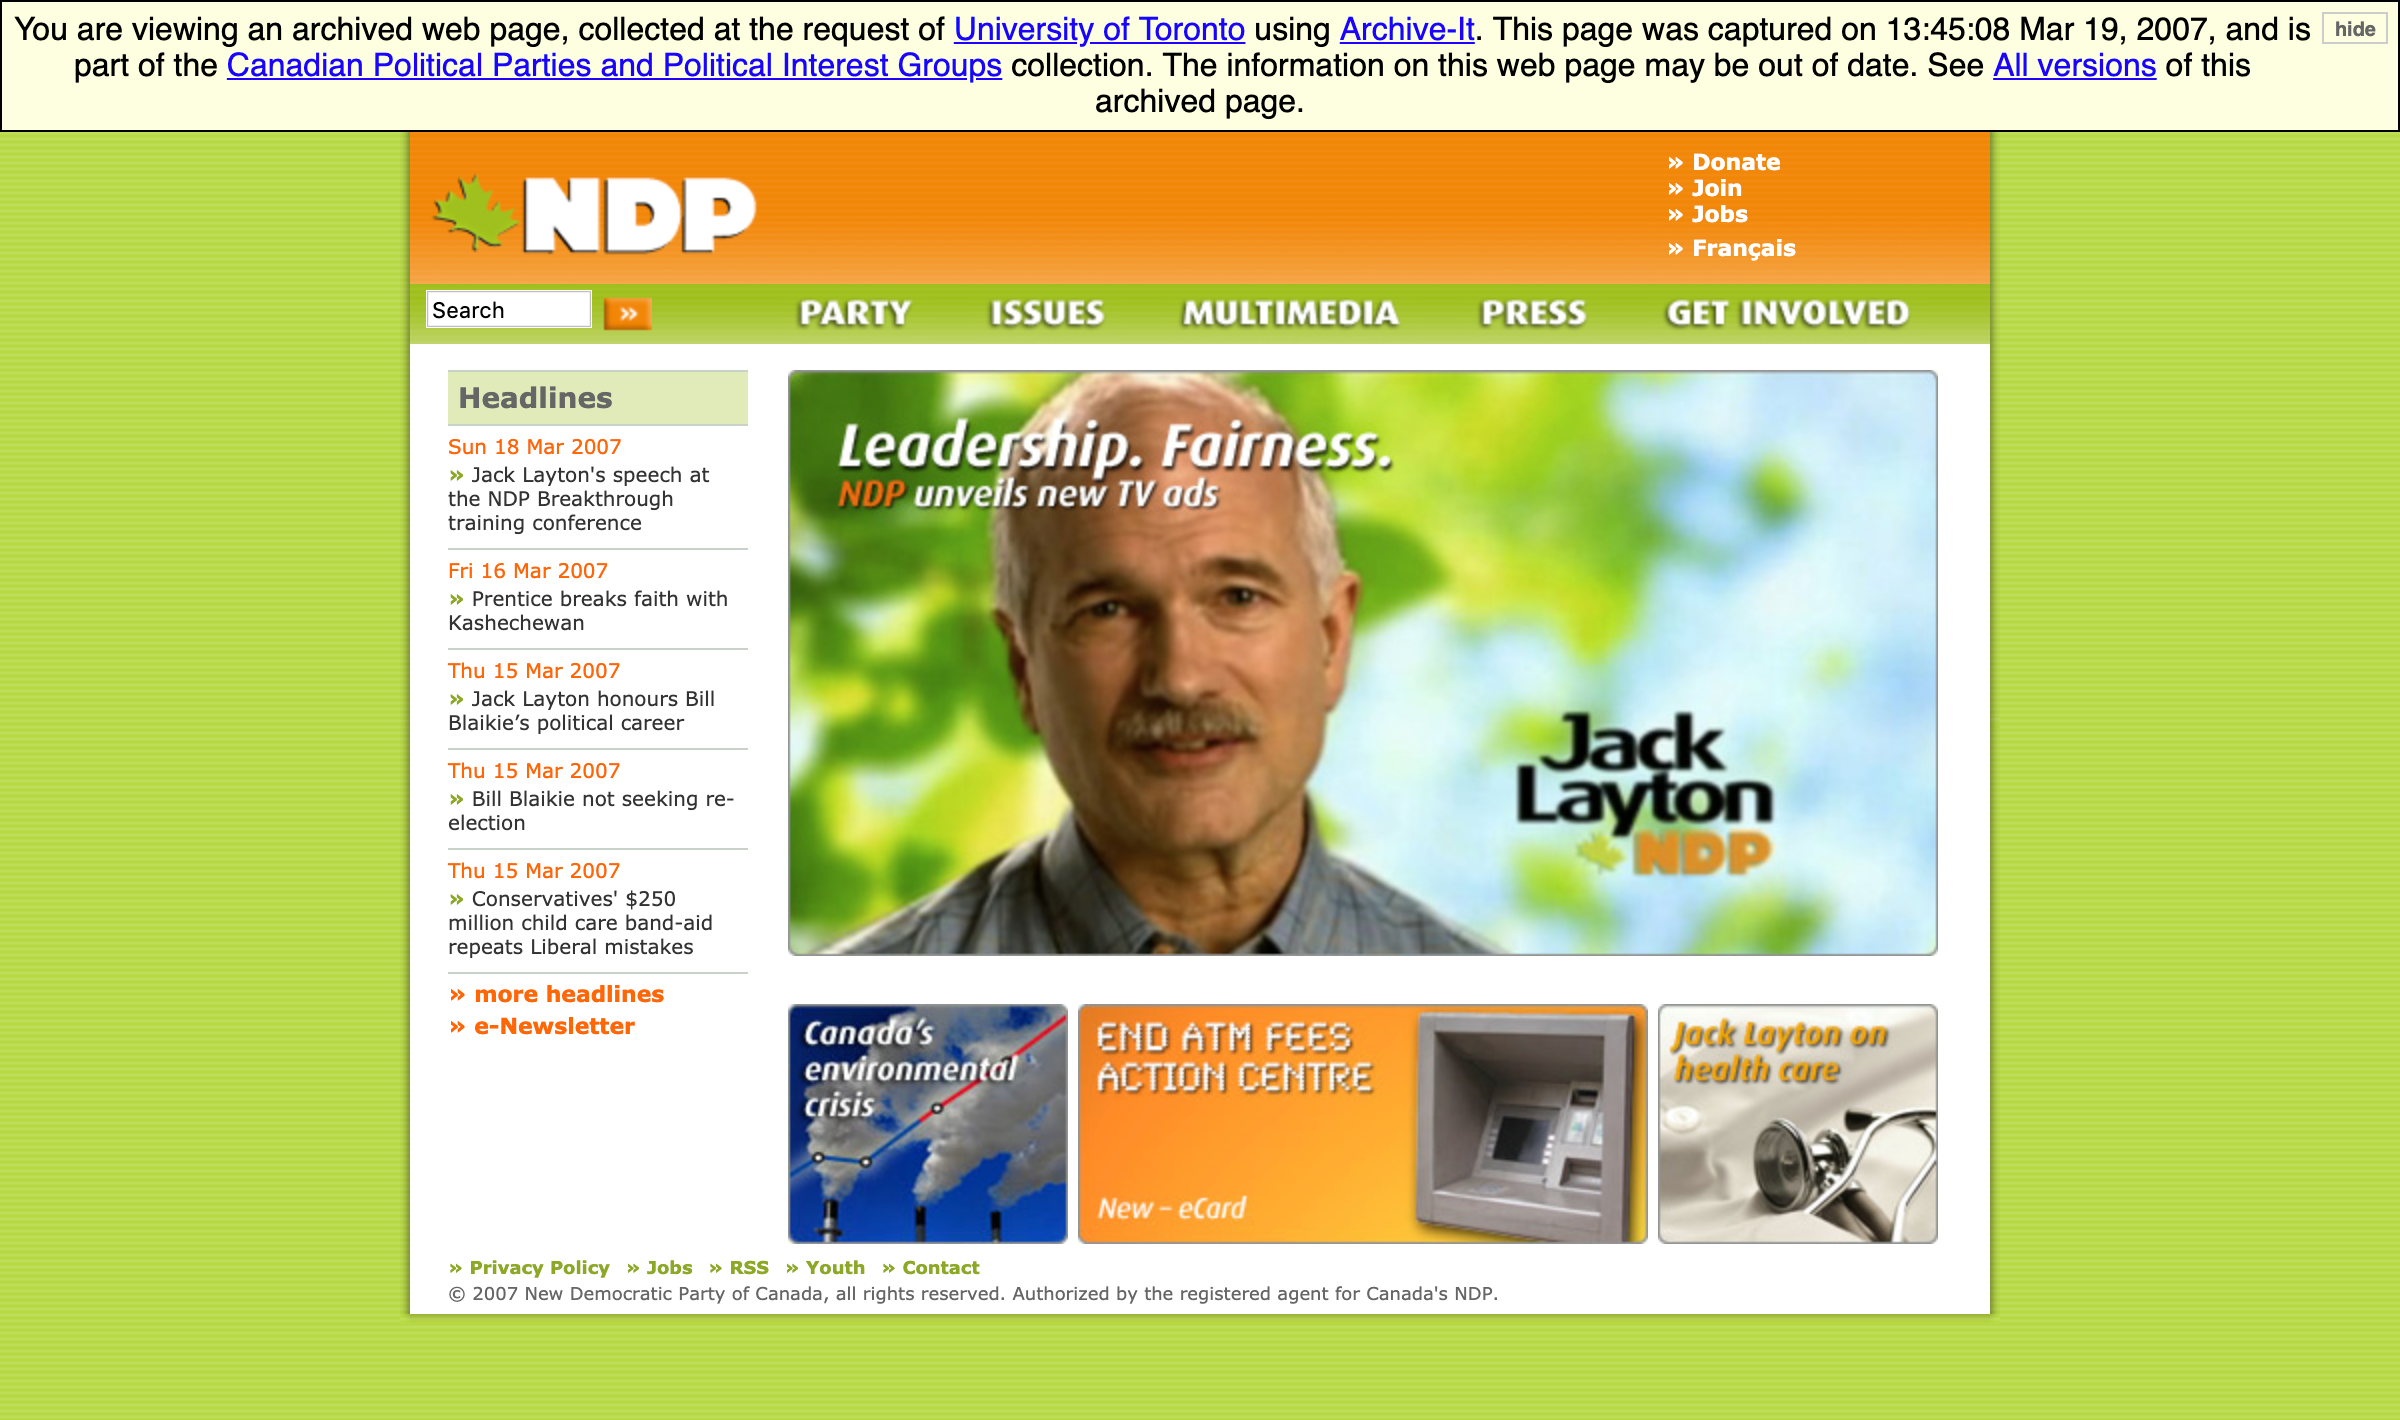 You are viewing an archived web page, collected at the request of University of Toronto using Archive-It. This page was captured on 13:45:08 Mar 19, 2007, and is
part of the Canadian Political Parties and Political Interest Groups collection. The information on this web page may be out of date. See All versions of this
archived page.
hide
NDP
» Donate
» Join
» Jobs
» Français
Search
»
PARTY ISSUES MULTIMEDIA PRESS GET INVOLVED
Headlines
Sun 18 Mar 2007
» Jack Layton's speech at
the NDP Breakthrough
training conference
Fri 16 Mar 2007
» Prentice breaks faith with
Kashechewan
Thu 15 Mar 2007
» Jack Layton honours Bill
Blaikie’s political career
Thu 15 Mar 2007
» Bill Blaikie not seeking re-
election
Thu 15 Mar 2007
» Conservatives' $250
million child care band-aid
repeats Liberal mistakes
» more headlines
» e-Newsletter
Leadership. Fairness.
NDP unveils new TV ads
Jack
Layton
NDP
Canada’s
environmental
crisis
END ATM FEES
ACTION CENTRE
New – eCard
Jack Layton on
health care
» Privacy Policy » Jobs » RSS » Youth » Contact
© 2007 New Democratic Party of Canada, all rights reserved. Authorized by the registered agent for Canada's NDP.